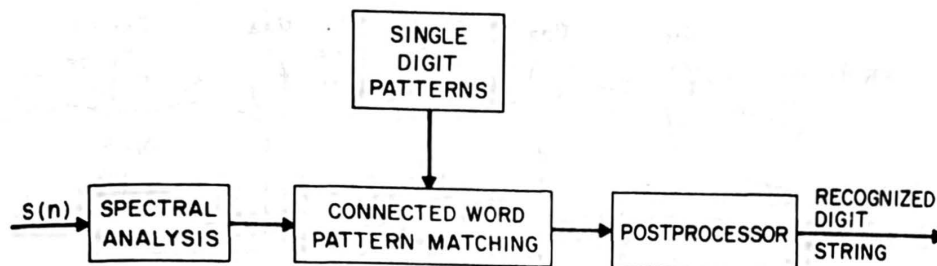 SINGLE
DIGIT
PATTERNS
S(n)
SPECTRAL
ANALYSIS
CONNECTED WORD
PATTERN MATCHING
POSTPROCESSOR
RECOGNIZED
DIGIT
STRING